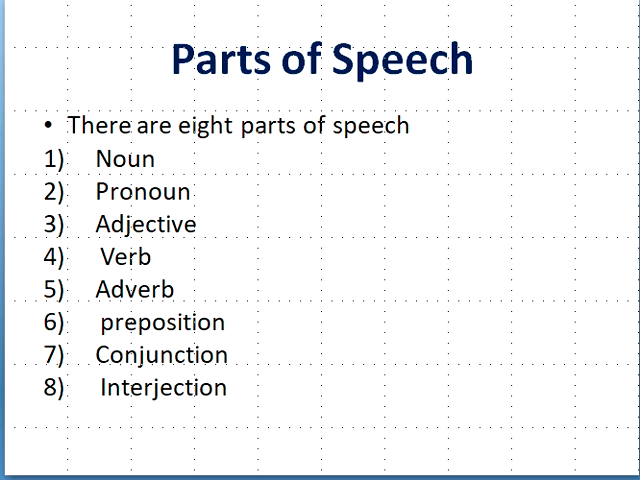 Parts of Speech
• There are eight parts of speech
1) Noun
2) Pronoun
3) Adjective
4) Verb
5) Adverb
6) preposition
7) Conjunction
8) Interjection